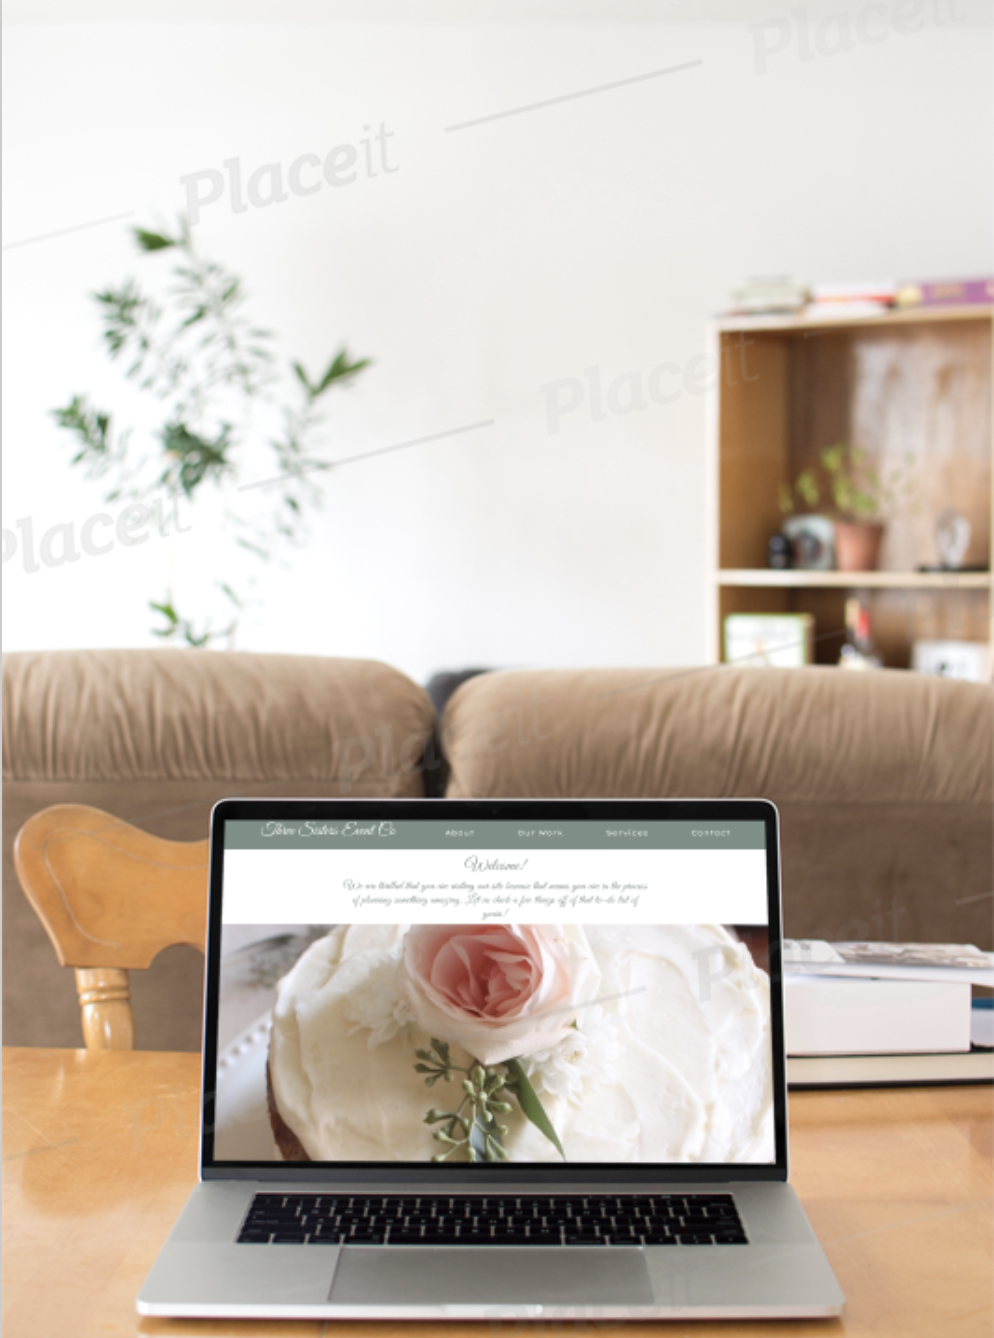 Placeit
Placeit
Placeit
Placeit
Placeit
Three Sisters Event Co.
About
Our Work
Services
Contact
Welcome!
We are thrilled that you are visiting our site because that means you are in the process
of planning something amazing. Let us check a few things off of that to-do list of
yours!